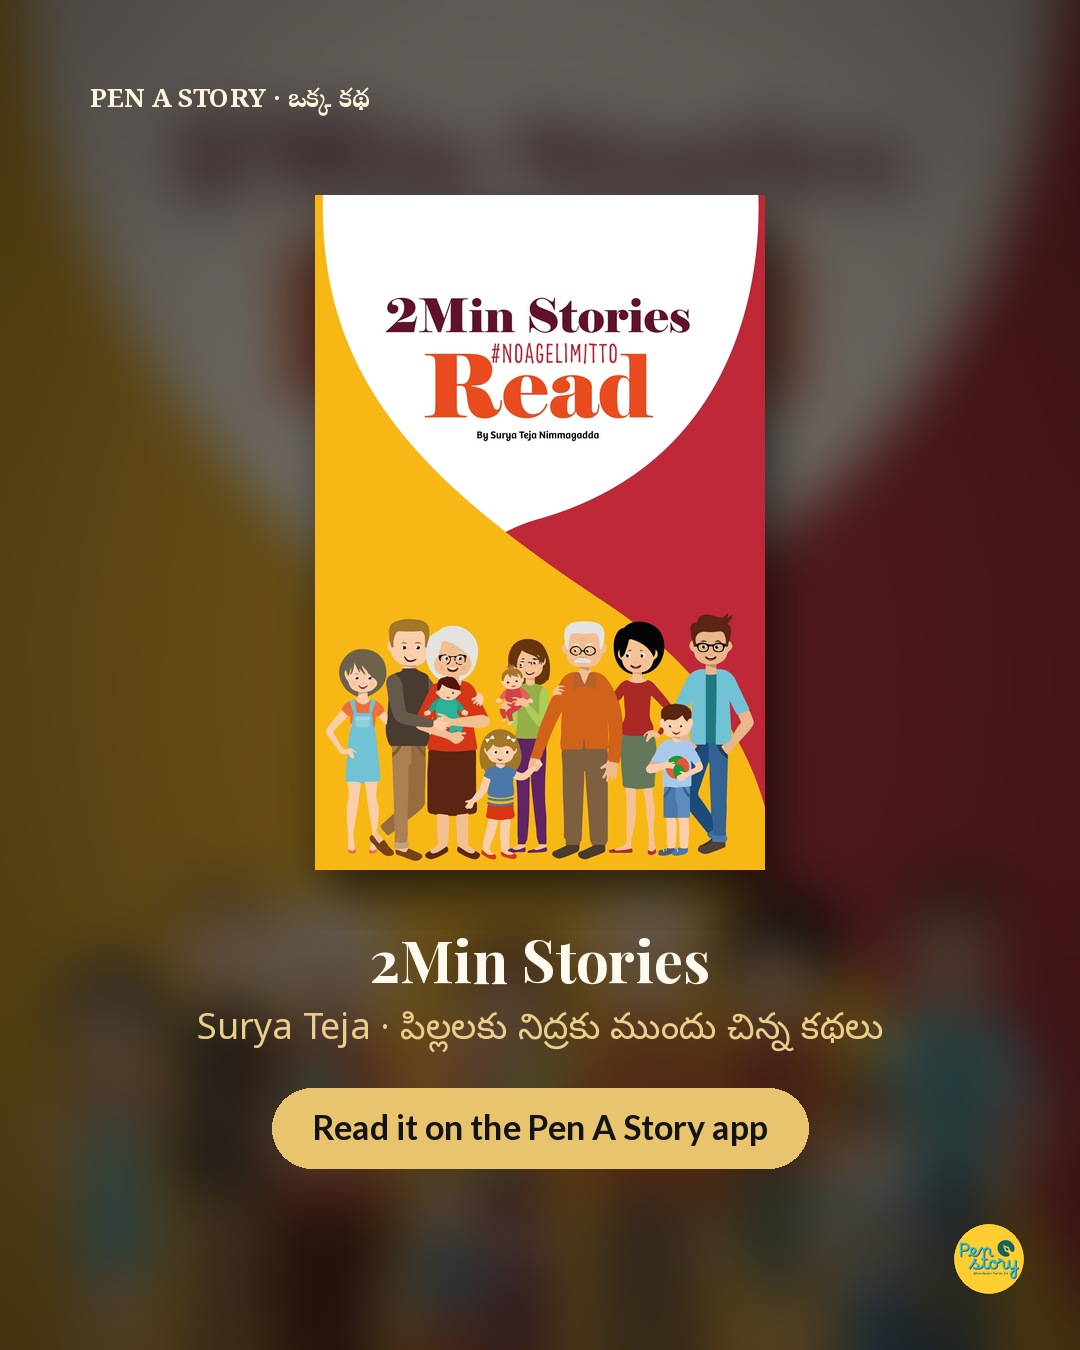 PEN A STORY · ఒక్క కథ
2Min Stories
#NOAGELIMITTO
Read
By Surya Teja Nimmagadda
2Min Stories
Surya Teja · పిల్లలకు నిద్రకు ముందు చిన్న కథలు
Read it on the Pen A Story app
Pen
story